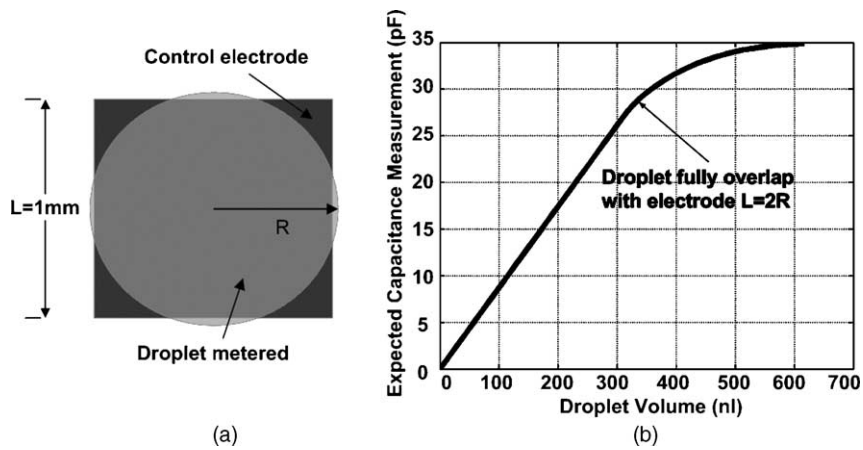 (a)
Control electrode
L=1mm
R
Droplet metered
(b)
Expected Capacitance Measurement (pF)
35
30
25
20
15
10
5
0
Droplet fully overlap
with electrode L=2R
0 100 200 300 400 500 600 700
Droplet Volume (nl)
(a)
(b)